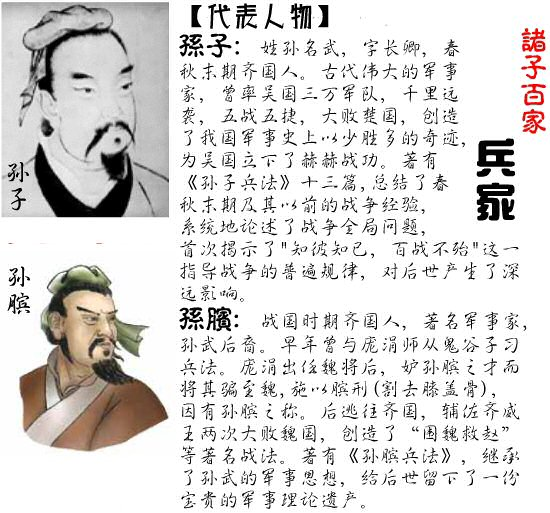 【代表人物】
孫子: 姓孙名武，字长卿，春
秋末期齐国人。古代伟大的军事
家，曾率吴国三万军队，千里远
袭，五战五捷，大败楚国，创造
了我国军事史上以少胜多的奇迹，
为吴国立下了赫赫战功。著有
《孙子兵法》十三篇,总结了春
秋末期及其以前的战争经验，
系统地论述了战争全局问题，
首次揭示了"知彼知已，百战不殆"这一
指导战争的普遍规律，对后世产生了深
远影响。
孫臏: 战国时期齐国人，著名军事家，
孙武后裔。早年曾与庞涓师从鬼谷子习
兵法。庞涓出任魏将后，妒孙膑之才而
将其骗至魏,施以膑刑(割去膝盖骨)，
因有孙膑之称。后逃往齐国，辅佐齐威
王两次大败魏国，创造了“围魏救赵”
等著名战法。著有《孙膑兵法》，继承
了孙武的军事思想，给后世留下了一份
宝贵的军事理论遗产。
諸子百家
兵家
孙子
孙膑